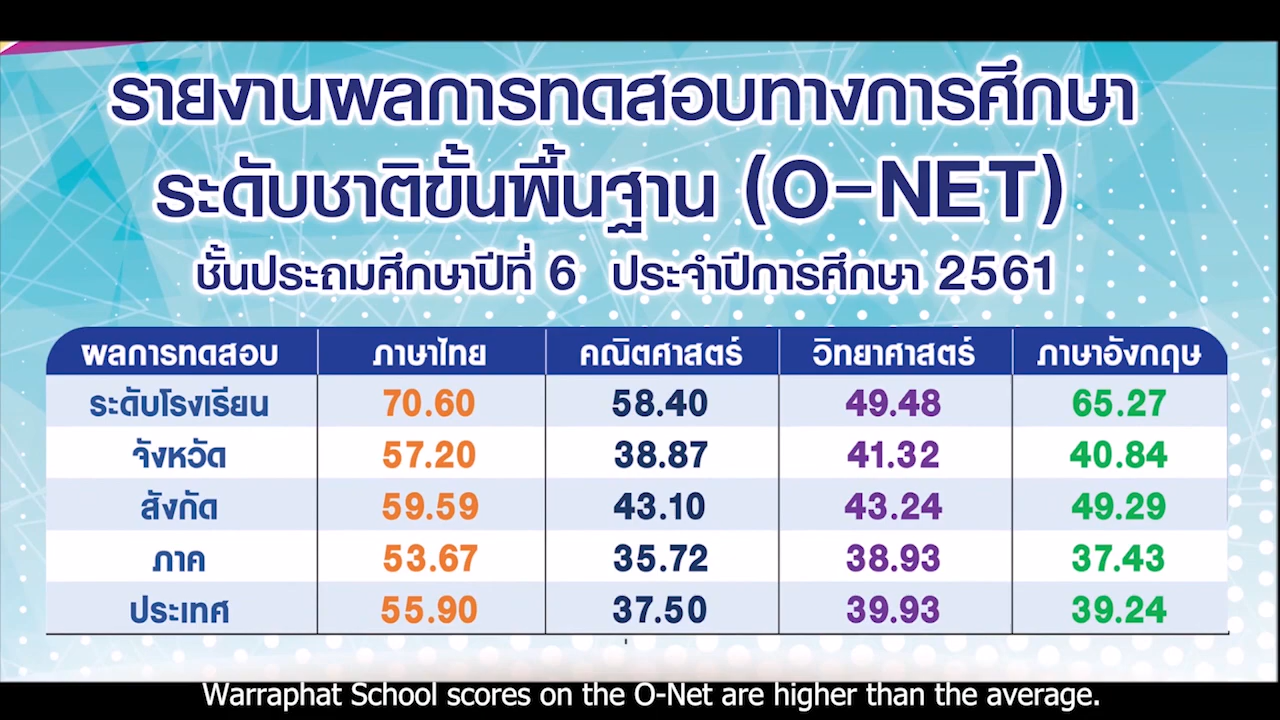 รายงานผลการทดสอบทางการศึกษา
ระดับชาติขั้นพื้นฐาน (O-NET)
ชั้นประถมศึกษาปีที่ 6 ประจำปีการศึกษา 2561
ผลการทดสอบ ภาษาไทย คณิตศาสตร์ วิทยาศาสตร์ ภาษาอังกฤษ
ระดับโรงเรียน 70.60 58.40 49.48 65.27
จังหวัด 57.20 38.87 41.32 40.84
สังกัด 59.59 43.10 43.24 49.29
ภาค 53.67 35.72 38.93 37.43
ประเทศ 55.90 37.50 39.93 39.24
Warraphat School scores on the O-Net are higher than the average.